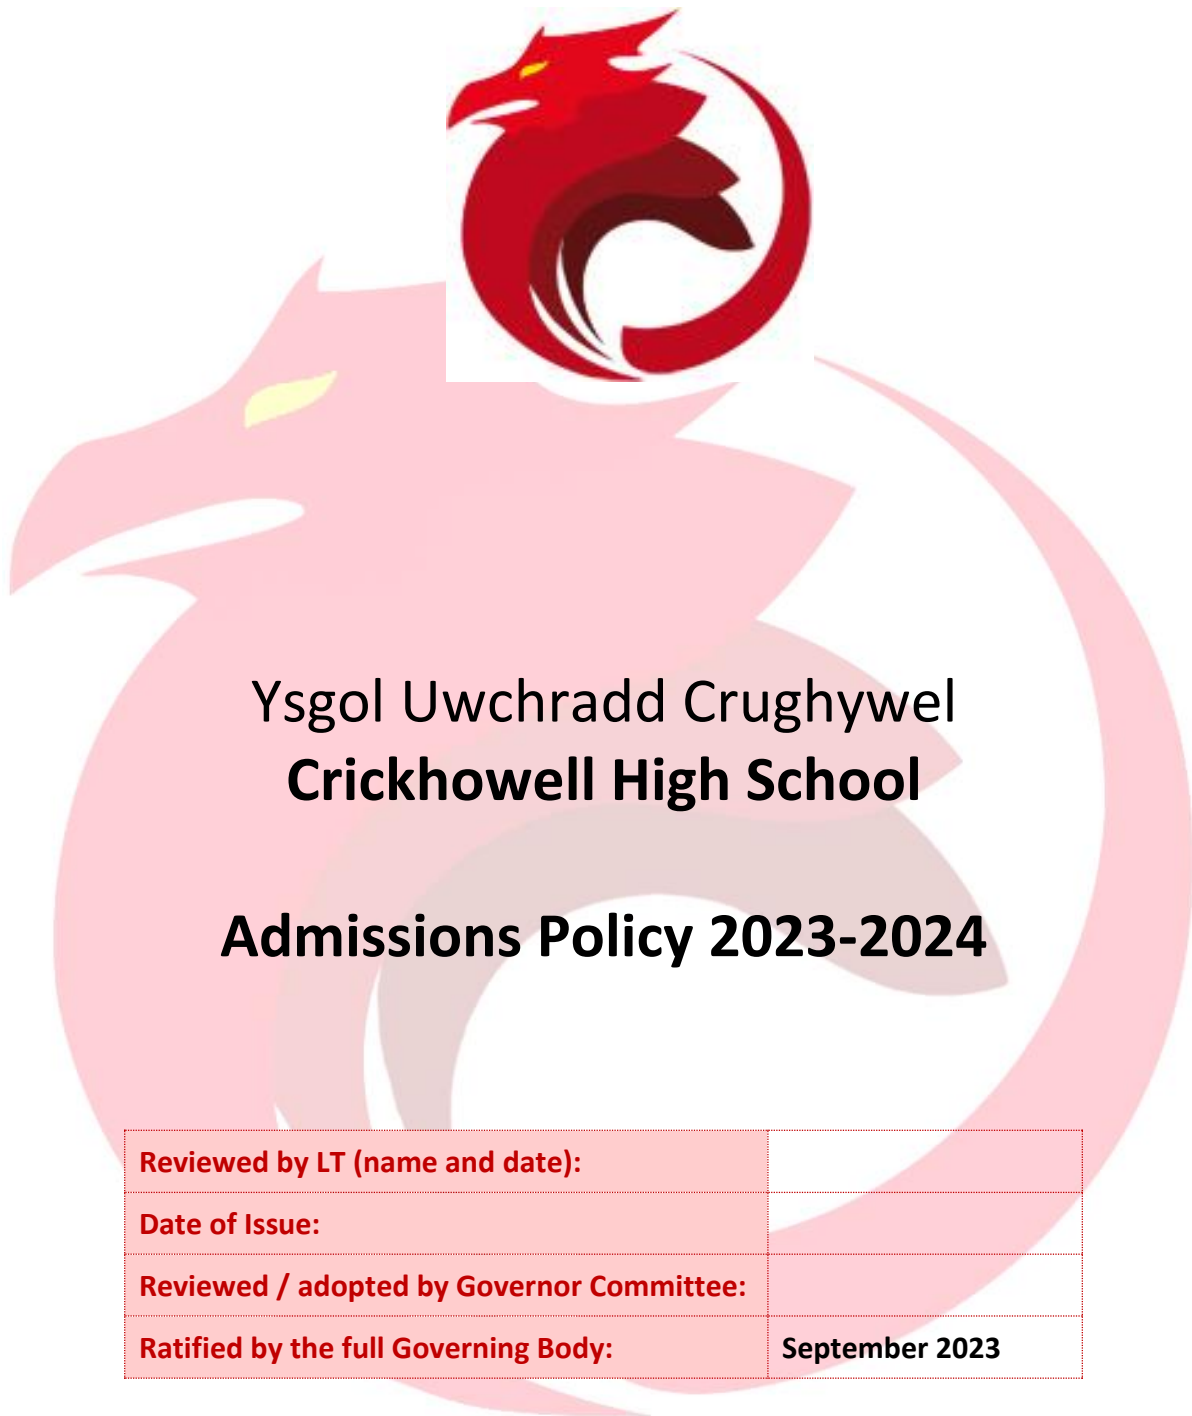 Ysgol Uwchradd Crughywel
Crickhowell High School
Admissions Policy 2023-2024
Reviewed by LT (name and date):
Date of Issue:
Reviewed / adopted by Governor Committee:
Ratified by the full Governing Body: September 2023